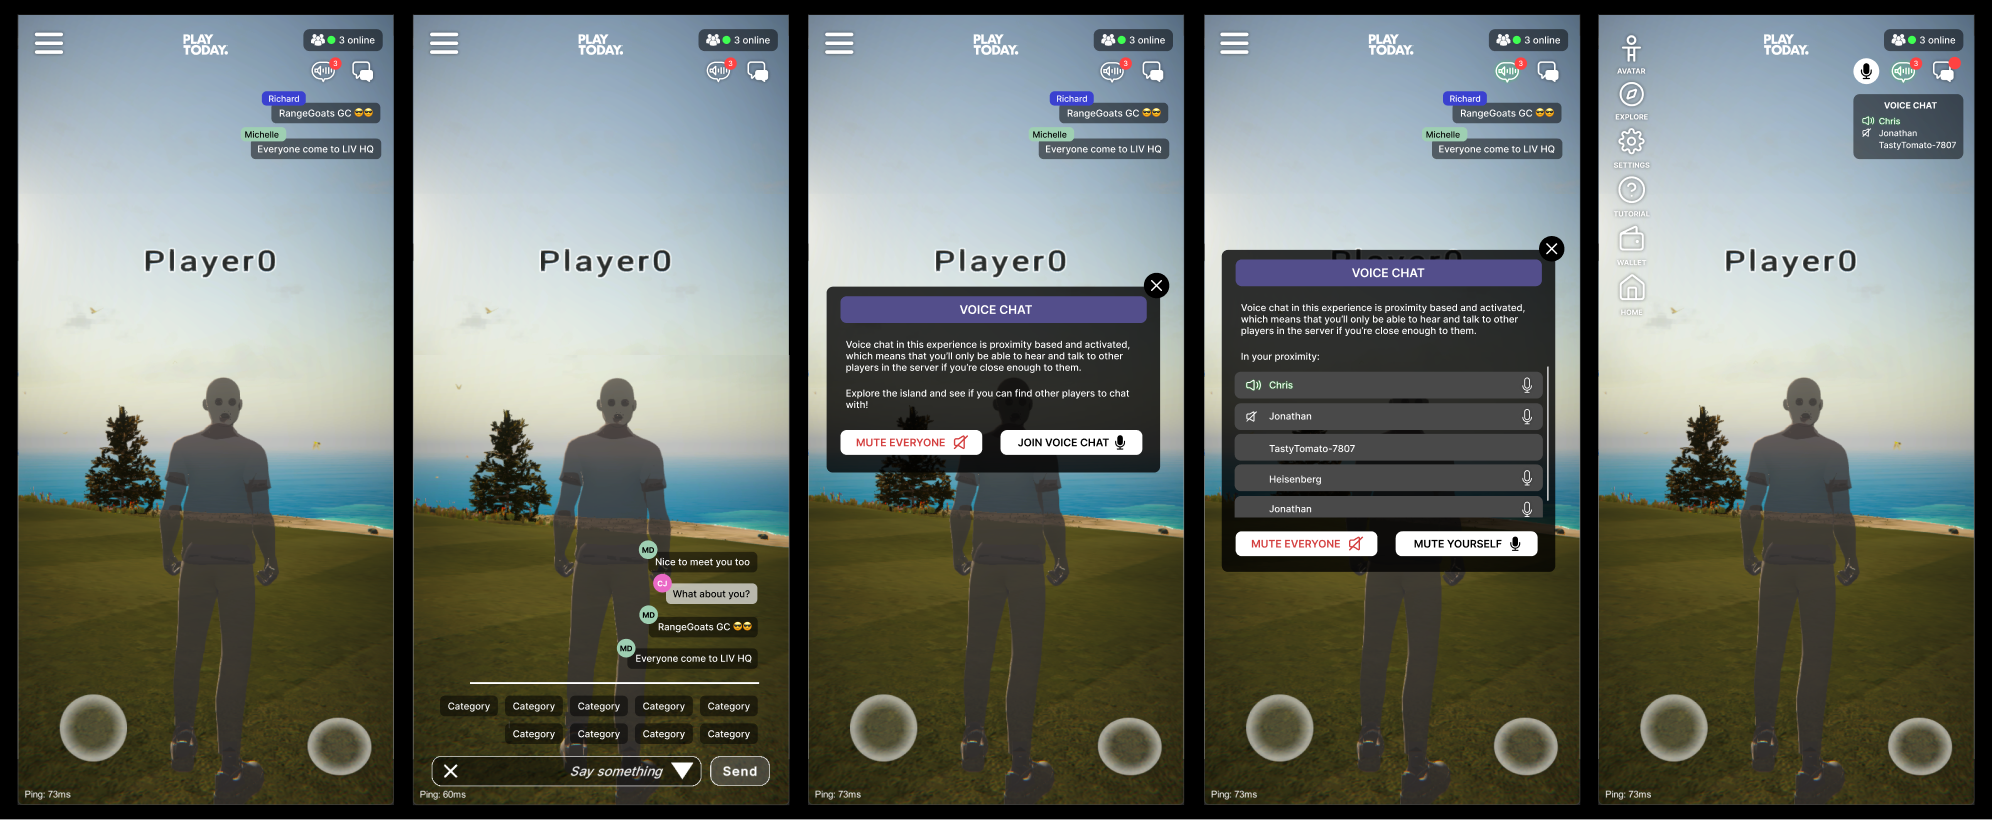 PLAY
TODAY.
3 online
3
Richard
RangeGoats GC 😎😎
Michelle
Everyone come to LIV HQ
Player0
Ping: 73ms
PLAY
TODAY.
3 online
3
Player0
MD
Nice to meet you too
CJ
What about you?
MD
RangeGoats GC 😎😎
MD
Everyone come to LIV HQ
Category Category Category Category Category
Category Category Category Category
Say something
Send
Ping: 60ms
PLAY
TODAY.
3 online
3
Richard
RangeGoats GC 😎😎
Michelle
Everyone come to LIV HQ
Player0
VOICE CHAT
Voice chat in this experience is proximity based and activated,
which means that you'll only be able to hear and talk to other
players in the server if you're close enough to them.
Explore the island and see if you can find other players to chat
with!
MUTE EVERYONE
JOIN VOICE CHAT
Ping: 73ms
PLAY
TODAY.
3 online
3
Richard
RangeGoats GC 😎😎
Michelle
Everyone come to LIV HQ
Player0
VOICE CHAT
Voice chat in this experience is proximity based and activated,
which means that you'll only be able to hear and talk to other
players in the server if you're close enough to them.
In your proximity:
Chris
Jonathan
TastyTomato-7807
Heisenberg
Jonathan
MUTE EVERYONE
MUTE YOURSELF
Ping: 73ms
AVATAR
EXPLORE
SETTINGS
TUTORIAL
WALLET
HOME
PLAY
TODAY.
3 online
3
VOICE CHAT
Chris
Jonathan
TastyTomato-7807
Player0
Ping: 73ms